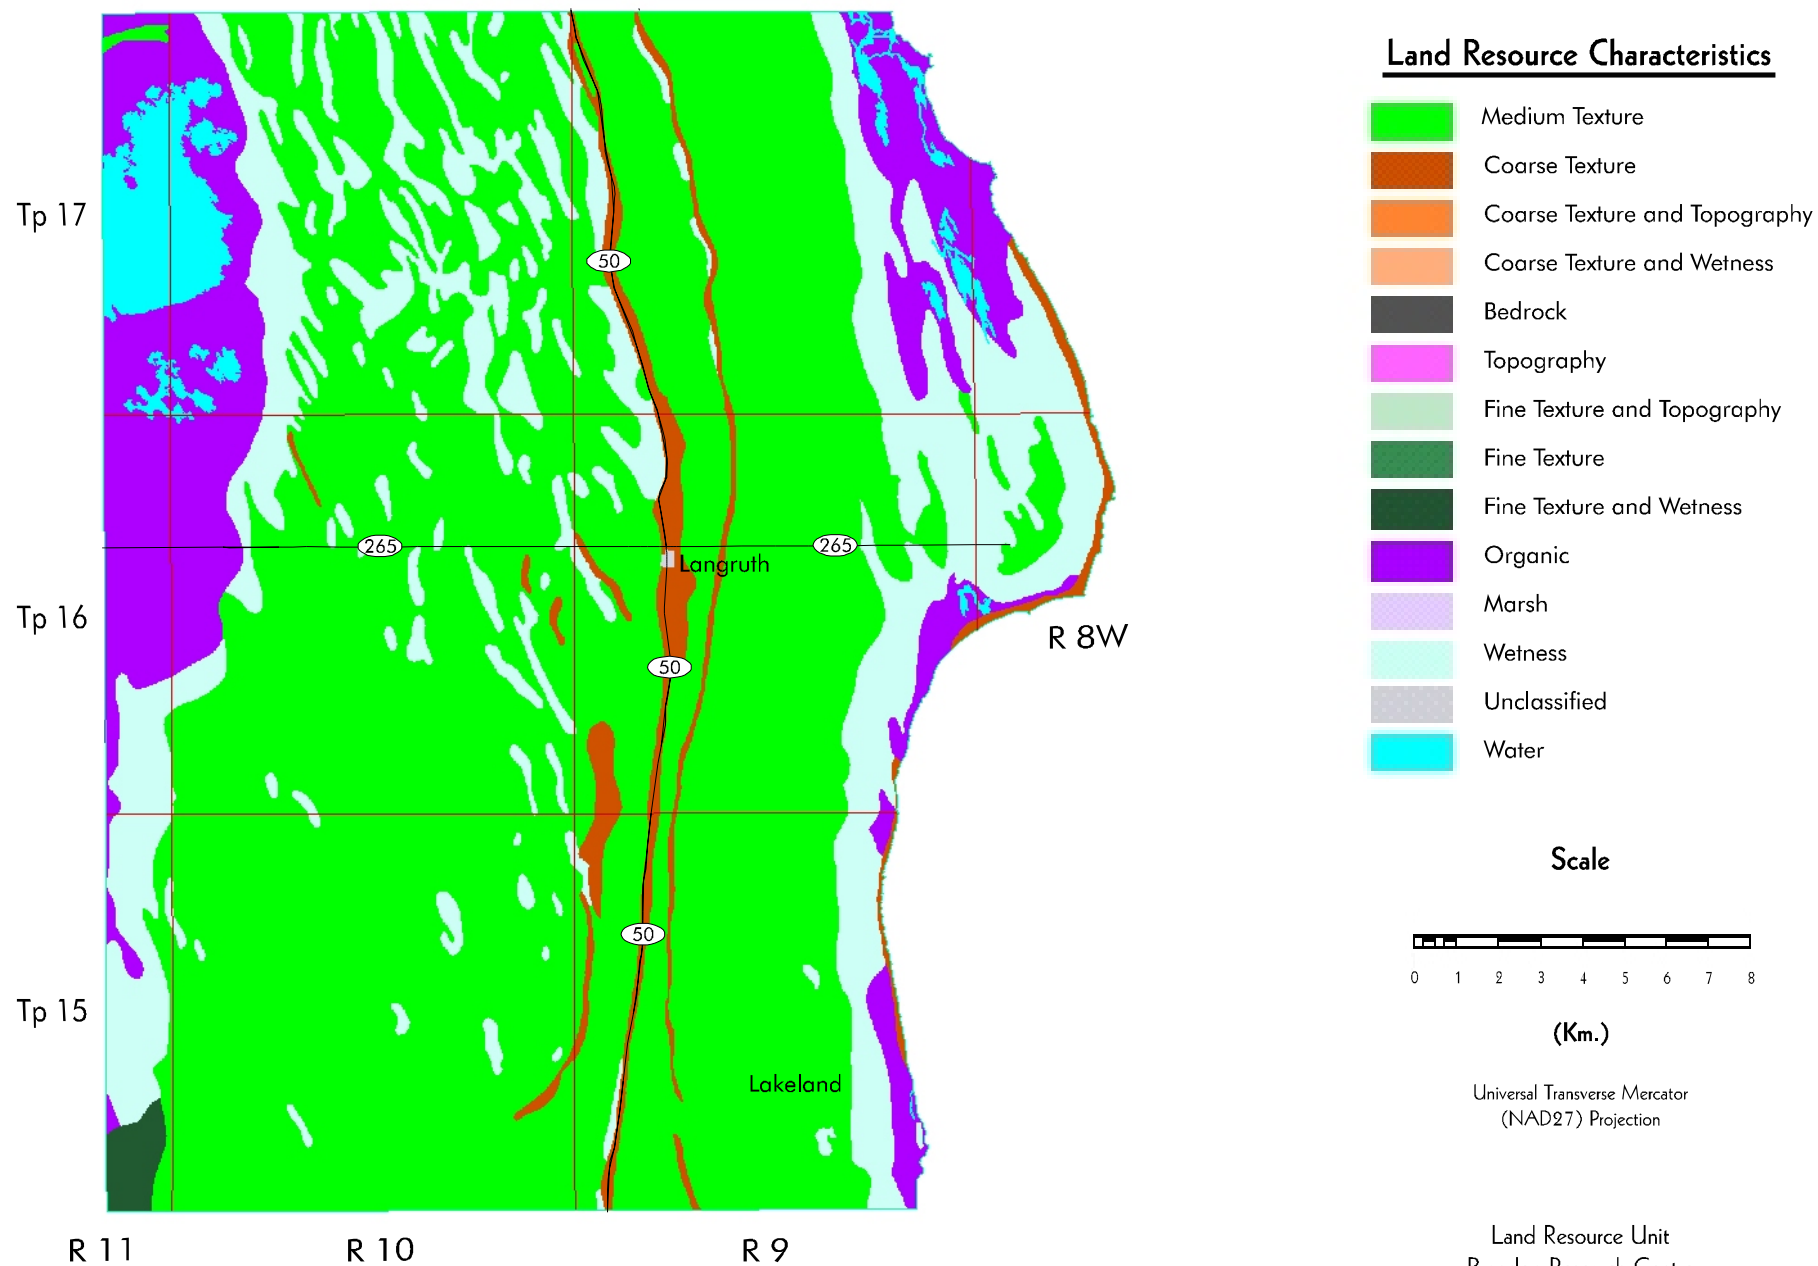 Land Resource Characteristics
Medium Texture
Coarse Texture
Coarse Texture and Topography
Coarse Texture and Wetness
Bedrock
Topography
Fine Texture and Topography
Fine Texture
Fine Texture and Wetness
Organic
Marsh
Wetness
Unclassified
Water
Tp 17
50
265
265
Langruth
Tp 16
R 8W
50
50
Tp 15
Lakeland
R 11
R 10
R 9
Scale
0 1 2 3 4 5 6 7 8
(Km.)
Universal Transverse Mercator
(NAD27) Projection
Land Resource Unit